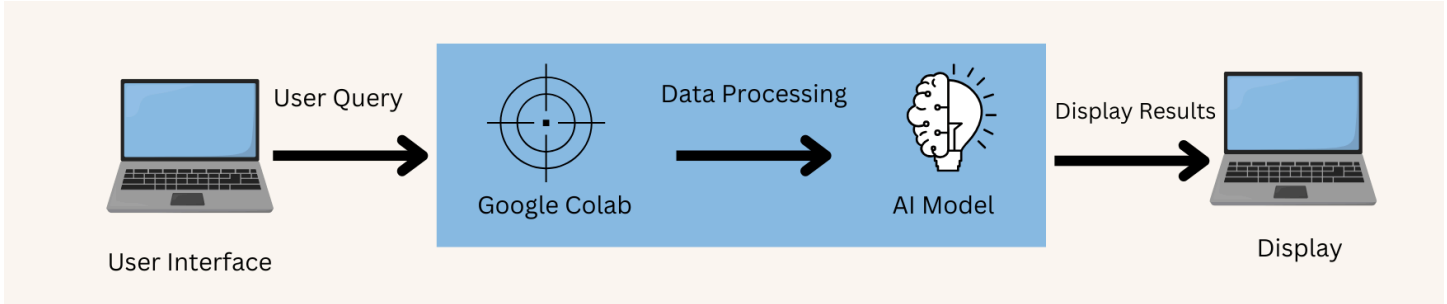 User Query
Data Processing
Display Results
Google Colab
AI Model
User Interface
Display